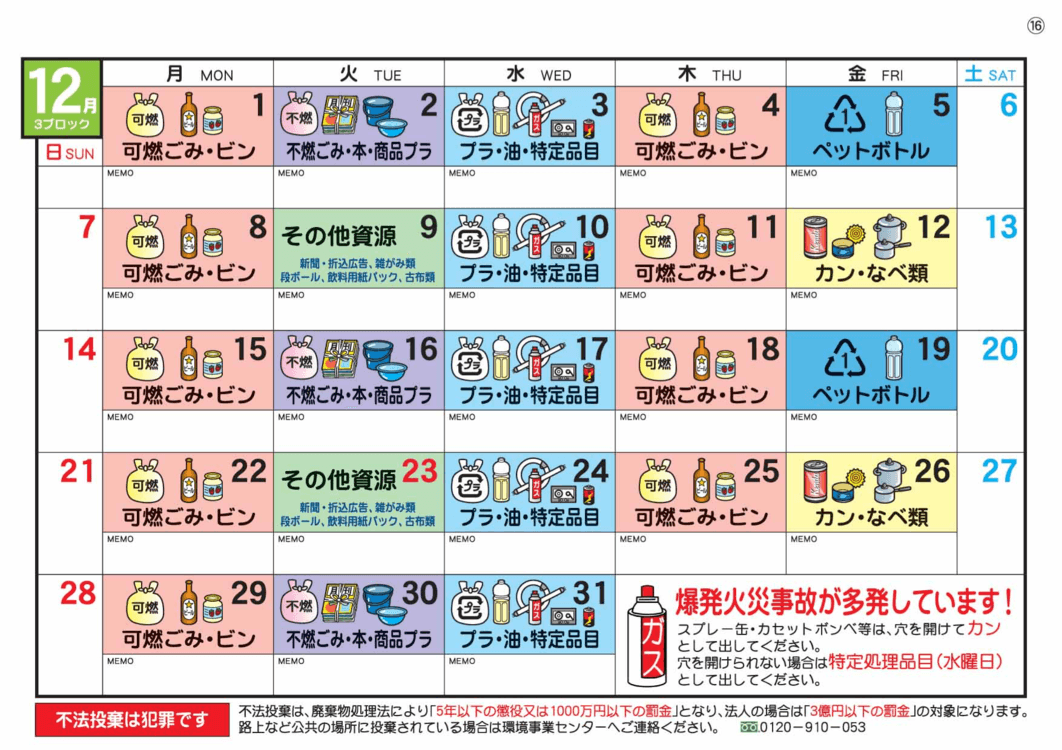 ⑯
12月
3ブロック
月 MON
火 TUE
水 WED
木 THU
金 FRI
土 SAT
日 SUN
可燃
1
可燃ごみ・ビン
不燃
月刊
2
不燃ごみ・本・商品プラ
プラ
ガス
3
プラ・油・特定品目
可燃
4
可燃ごみ・ビン
1
5
ペットボトル
6
MEMO
MEMO
MEMO
MEMO
MEMO
7
可燃
8
可燃ごみ・ビン
その他資源
9
新聞・折込広告、雑がみ類
段ボール、飲料用紙パック、古布類
プラ
ガス
10
プラ・油・特定品目
可燃
11
可燃ごみ・ビン
12
カン・なべ類
13
MEMO
MEMO
MEMO
MEMO
MEMO
14
可燃
15
可燃ごみ・ビン
不燃
月刊
16
不燃ごみ・本・商品プラ
プラ
ガス
17
プラ・油・特定品目
可燃
18
可燃ごみ・ビン
1
19
ペットボトル
20
MEMO
MEMO
MEMO
MEMO
MEMO
21
可燃
22
可燃ごみ・ビン
その他資源
23
新聞・折込広告、雑がみ類
段ボール、飲料用紙パック、古布類
プラ
ガス
24
プラ・油・特定品目
可燃
25
可燃ごみ・ビン
26
カン・なべ類
27
MEMO
MEMO
MEMO
MEMO
MEMO
28
可燃
29
可燃ごみ・ビン
不燃
月刊
30
不燃ごみ・本・商品プラ
プラ
ガス
31
プラ・油・特定品目
MEMO
MEMO
MEMO
ガス
爆発火災事故が多発しています!
スプレー缶・カセットボンベ等は、穴を開けてカン
として出してください。
穴を開けられない場合は特定処理品目(水曜日)
として出してください。
不法投棄は犯罪です
不法投棄は、廃棄物処理法により「5年以下の懲役又は1000万円以下の罰金」となり、法人の場合は「3億円以下の罰金」の対象になります。
路上など公共の場所に投棄されている場合は環境事業センターへご連絡ください。 0120−910−053